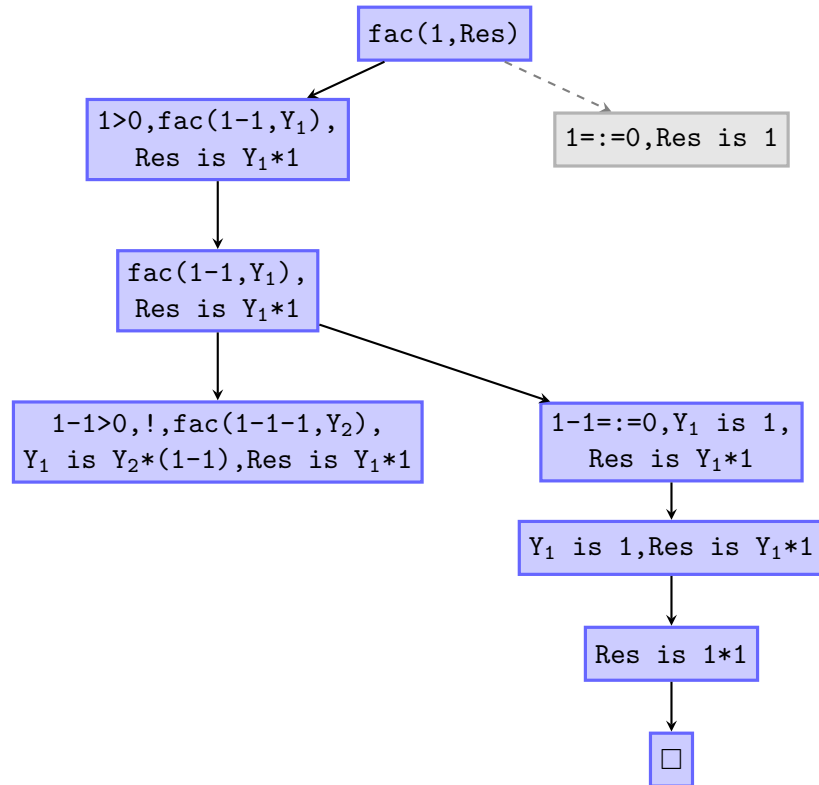 fac(1,Res)
1>0,fac(1-1,Y₁),
Res is Y₁*1
1=:=0,Res is 1
fac(1-1,Y₁),
Res is Y₁*1
1-1>0,!,fac(1-1-1,Y₂),
Y₁ is Y₂*(1-1),Res is Y₁*1
1-1=:=0,Y₁ is 1,
Res is Y₁*1
Y₁ is 1,Res is Y₁*1
Res is 1*1
□